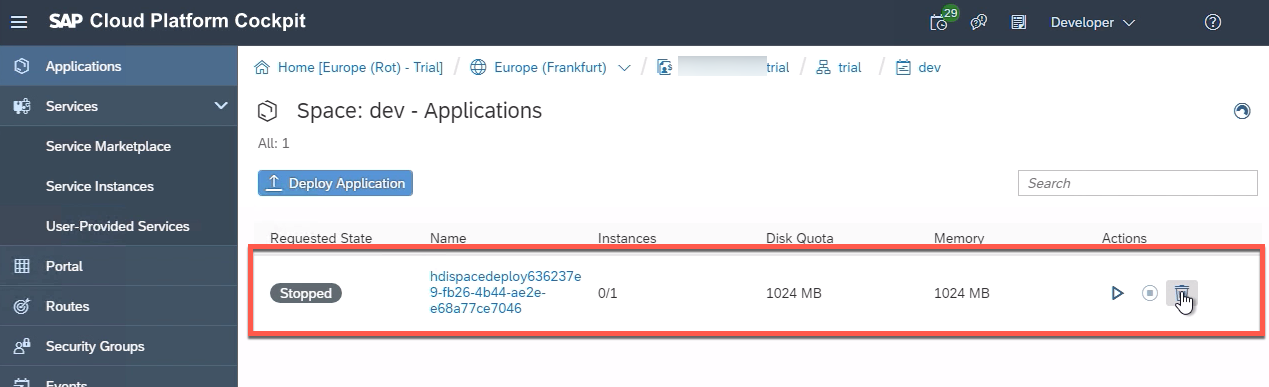 SAP Cloud Platform Cockpit
29
Developer
Applications
Home [Europe (Rot) - Trial] / Europe (Frankfurt) / trial / trial / dev
Services
Space: dev - Applications
All: 1
Service Marketplace
Deploy Application
Search
Service Instances
User-Provided Services
Requested State Name Instances Disk Quota Memory Actions
Portal
Stopped
hdispacedeploy636237e
9-fb26-4b44-ae2e-
e68a77ce7046
0/1
1024 MB
1024 MB
Routes
Security Groups
Events